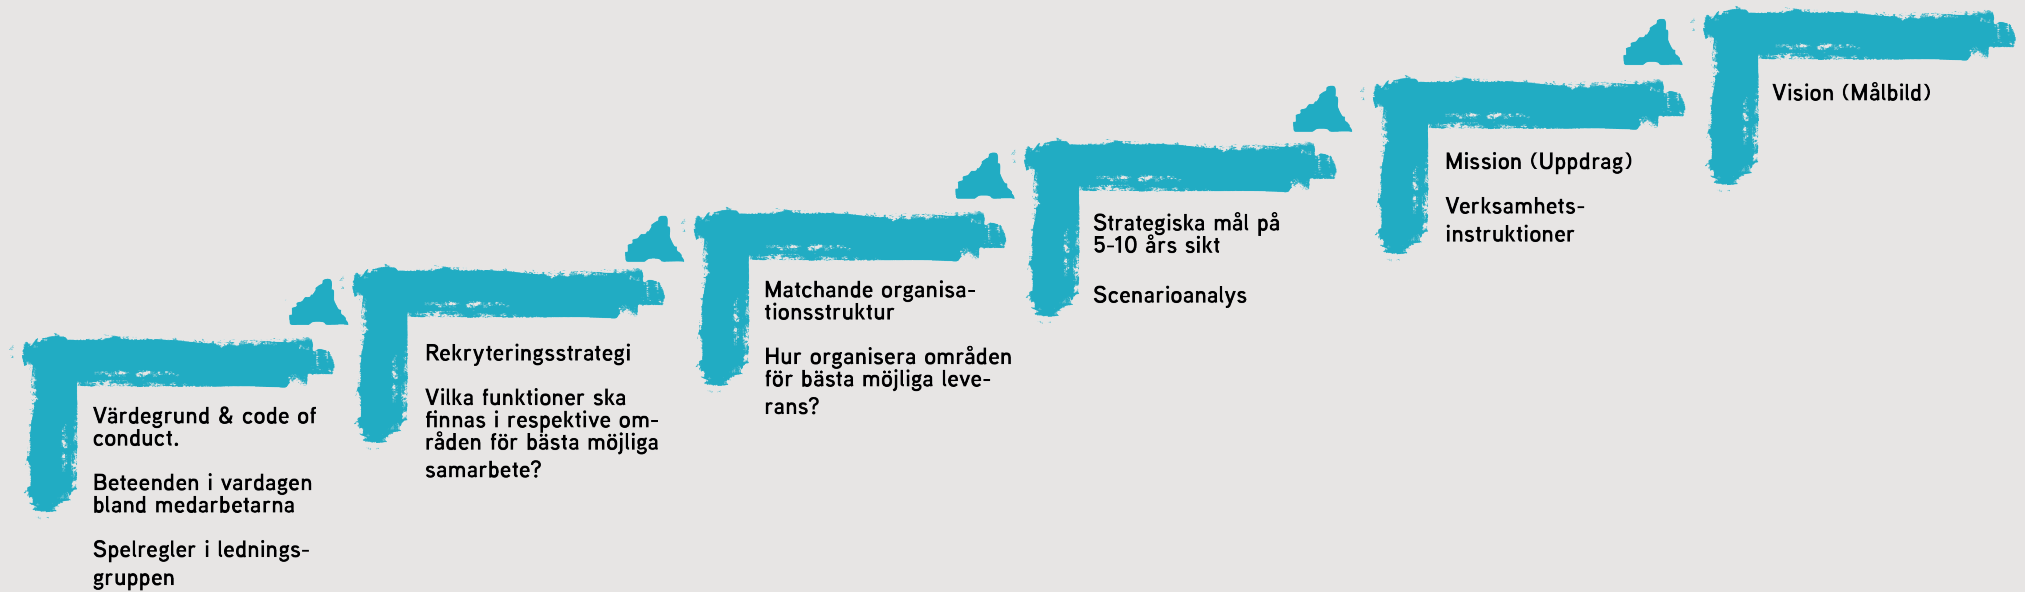 Värdegrund & code of
conduct.
Beteenden i vardagen
bland medarbetarna
Spelregler i lednings-
gruppen
Rekryteringsstrategi
Vilka funktioner ska
finnas i respektive om-
råden för bästa möjliga
samarbete?
Matchande organisa-
tionsstruktur
Hur organisera områden
för bästa möjliga leve-
rans?
Strategiska mål på
5-10 års sikt
Scenarioanalys
Mission (Uppdrag)
Verksamhets-
instruktioner
Vision (Målbild)